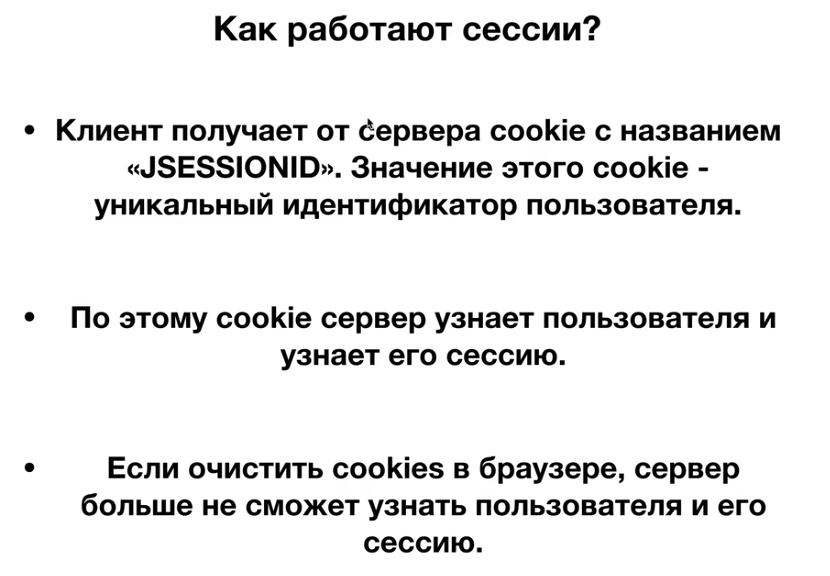 Как работают сессии?
• Клиент получает от сервера cookie с названием
«JSESSIONID». Значение этого cookie -
уникальный идентификатор пользователя.
• По этому cookie сервер узнает пользователя и
узнает его сессию.
• Если очистить cookies в браузере, сервер
больше не сможет узнать пользователя и его
сессию.